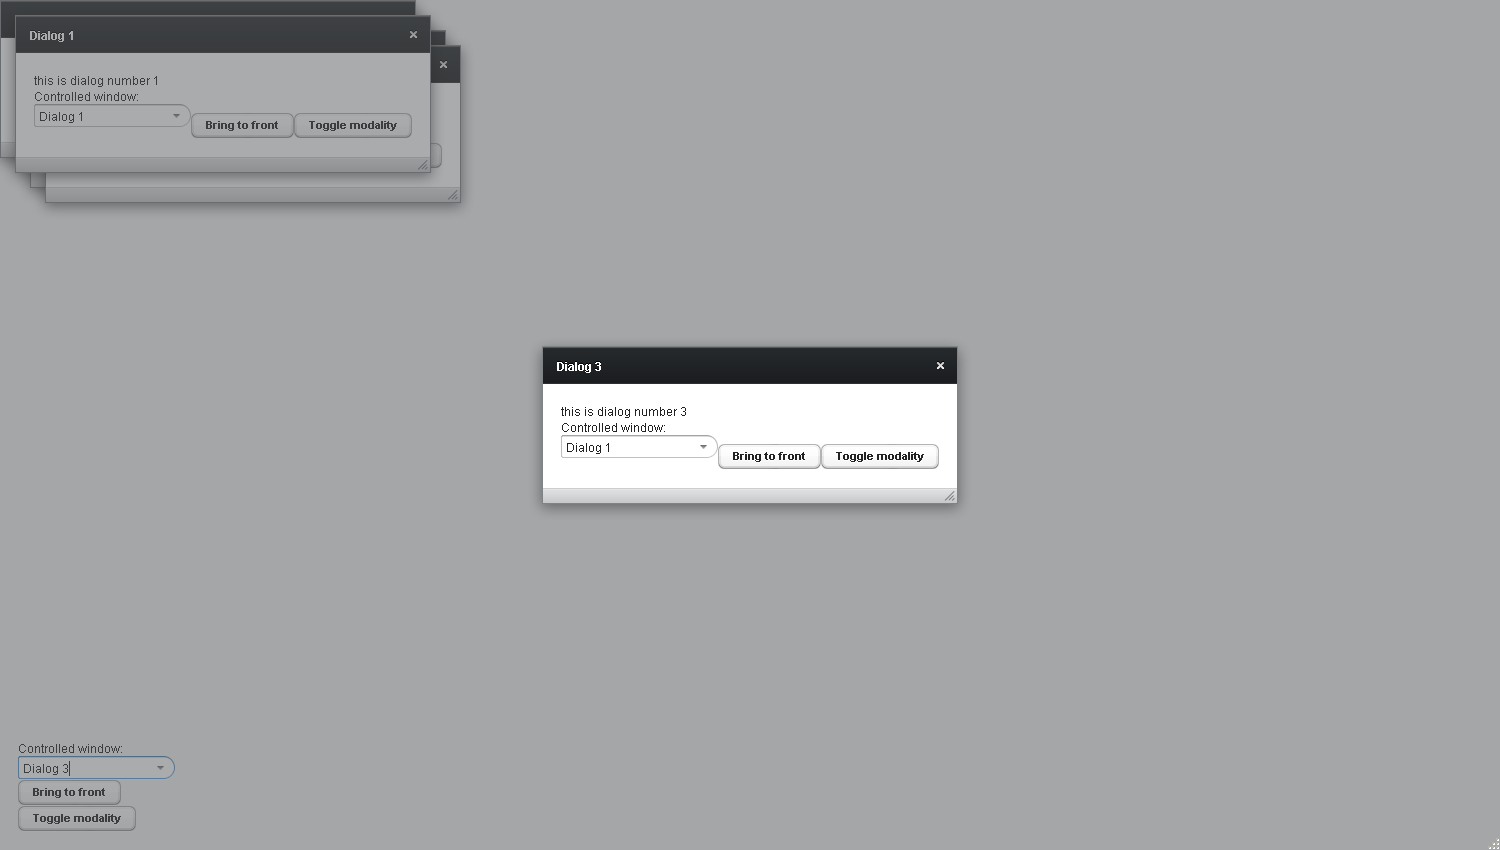 Dialog 1
this is dialog number 1
Controlled window:
Dialog 1
Bring to front
Toggle modality
Dialog 3
this is dialog number 3
Controlled window:
Dialog 1
Bring to front
Toggle modality
Controlled window:
Dialog 3
Bring to front
Toggle modality